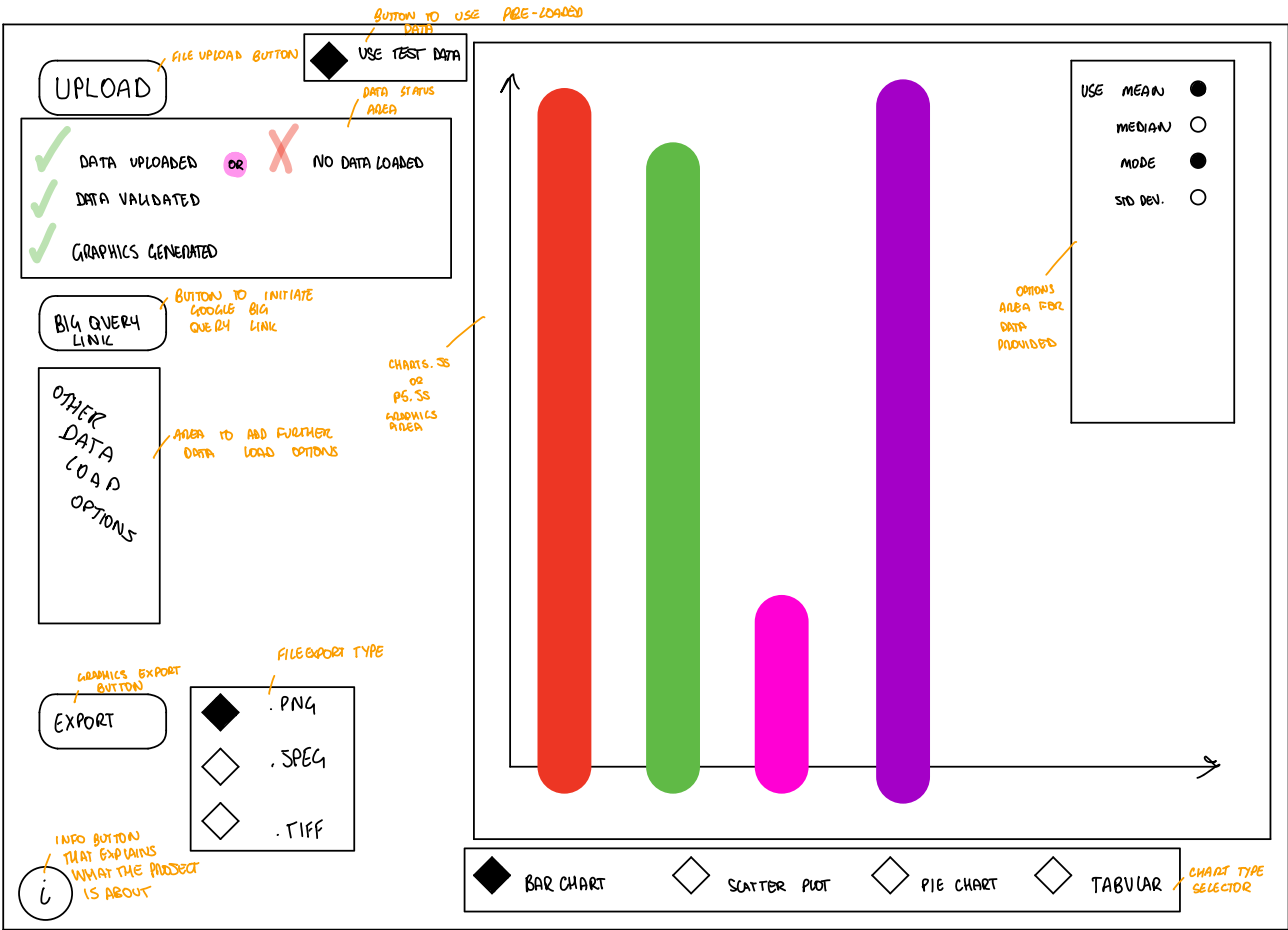 BUTTON TO USE PRE-LOADED
DATA
FILE UPLOAD BUTTON
USE TEST DATA
UPLOAD
DATA STATUS
AREA
DATA UPLOADED OR NO DATA LOADED
DATA VALIDATED
GRAPHICS GENERATED
BIG QUERY
LINK
BUTTON TO INITIATE
GOOGLE BIG
QUERY LINK
OTHER
DATA
LOAD
OPTIONS
AREA TO ADD FURTHER
DATA LOAD OPTIONS
GRAPHICS EXPORT
BUTTON
EXPORT
FILE EXPORT TYPE
.PNG
.JPEG
.TIFF
INFO BUTTON
THAT EXPLAINS
WHAT THE PROJECT
IS ABOUT
i
CHARTS.JS
OR
P5.JS
GRAPHICS
AREA
USE MEAN
MEDIAN
MODE
STD DEV.
OPTIONS
AREA FOR
DATA
PROVIDED
BAR CHART
SCATTER PLOT
PIE CHART
TABULAR
CHART TYPE
SELECTOR